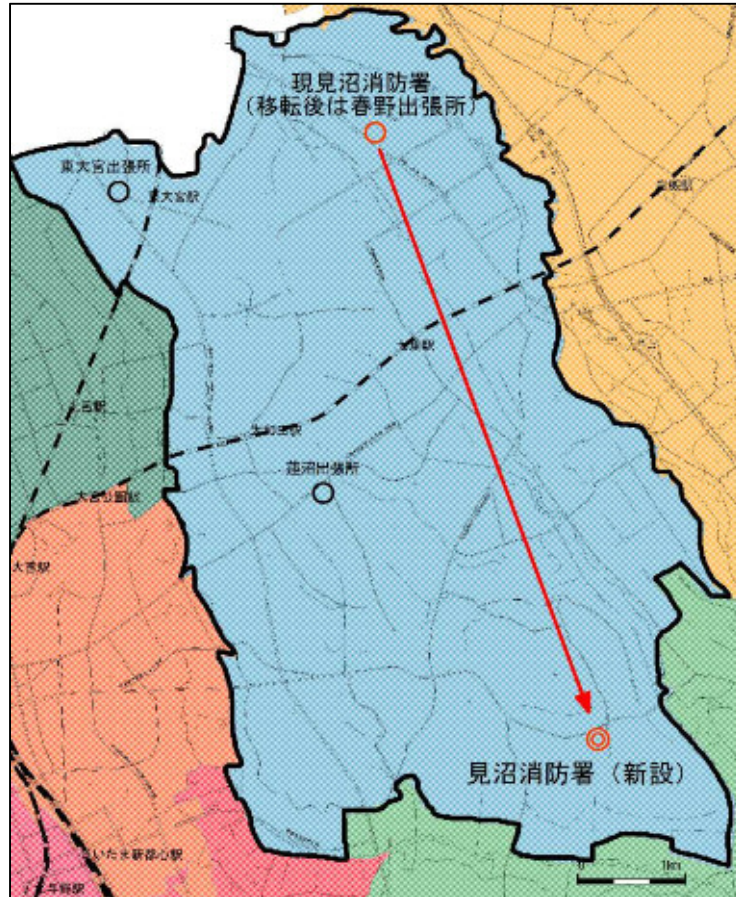 現見沼消防署
（移転後は春野出張所）
東大宮出張所
東大宮駅
大和田駅
蓮沼出張所
大宮公園駅
大宮駅
見沼消防署（新設）
さいたま新都心駅
与野駅
0 1km